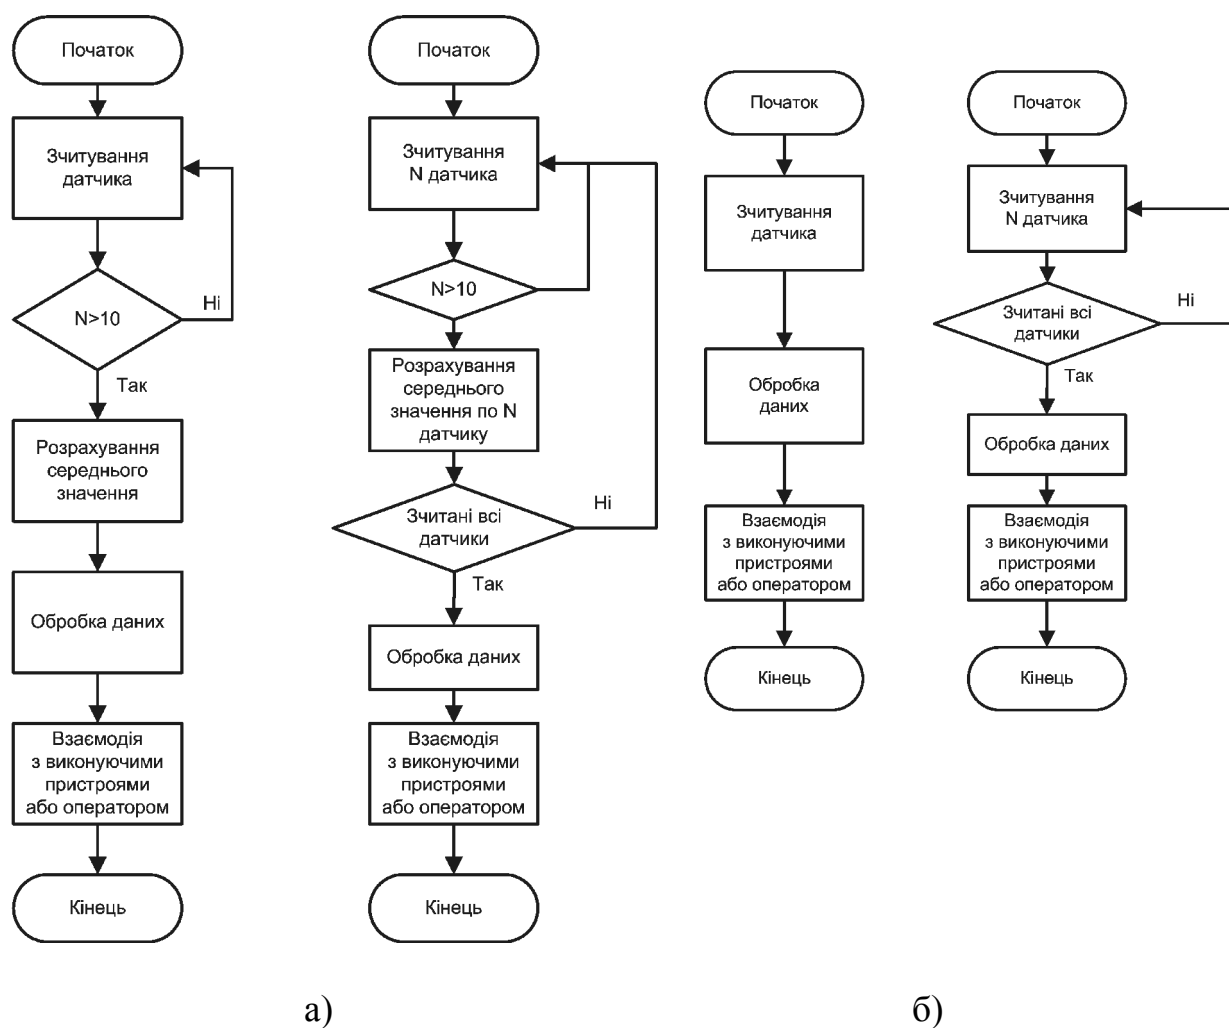 Початок
Зчитування
датчика
N>10
Ні
Так
Розрахування
середнього
значення
Обробка даних
Взаємодія
з виконуючими
пристроями
або оператором
Кінець
Початок
Зчитування
N датчика
N>10
Розрахування
середнього
значення по N
датчику
Зчитані всі
датчики
Ні
Так
Обробка даних
Взаємодія
з виконуючими
пристроями
або оператором
Кінець
а)
Початок
Зчитування
датчика
Обробка
даних
Взаємодія
з виконуючими
пристроями
або оператором
Кінець
Початок
Зчитування
N датчика
Зчитані всі
датчики
Ні
Так
Обробка даних
Взаємодія
з виконуючими
пристроями
або оператором
Кінець
б)